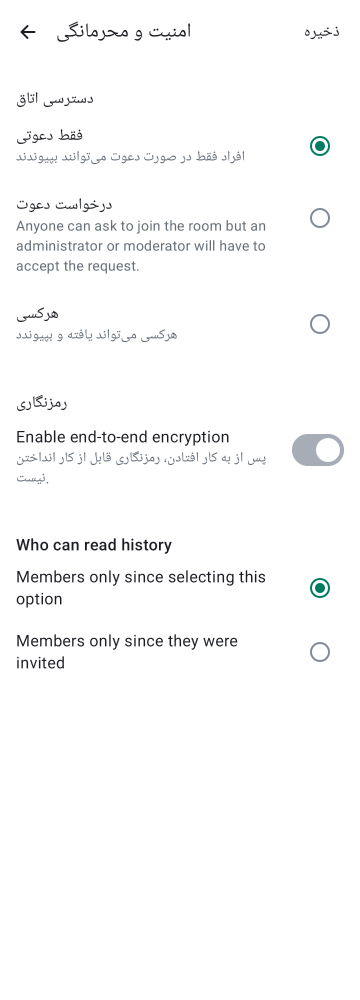 امنیت و محرمانگی
ذخیره
دسترسی اتاق
فقط دعوتی
افراد فقط در صورت دعوت می‌توانند بپیوندند
درخواست دعوت
Anyone can ask to join the room but an
administrator or moderator will have to
accept the request.
هرکسی
هرکسی می‌تواند یافته و بپیوندد
رمزنگاری
Enable end-to-end encryption
پس از به کار افتادن، رمزنگاری قابل از کار انداختن
نیست.
Who can read history
Members only since selecting this
option
Members only since they were
invited